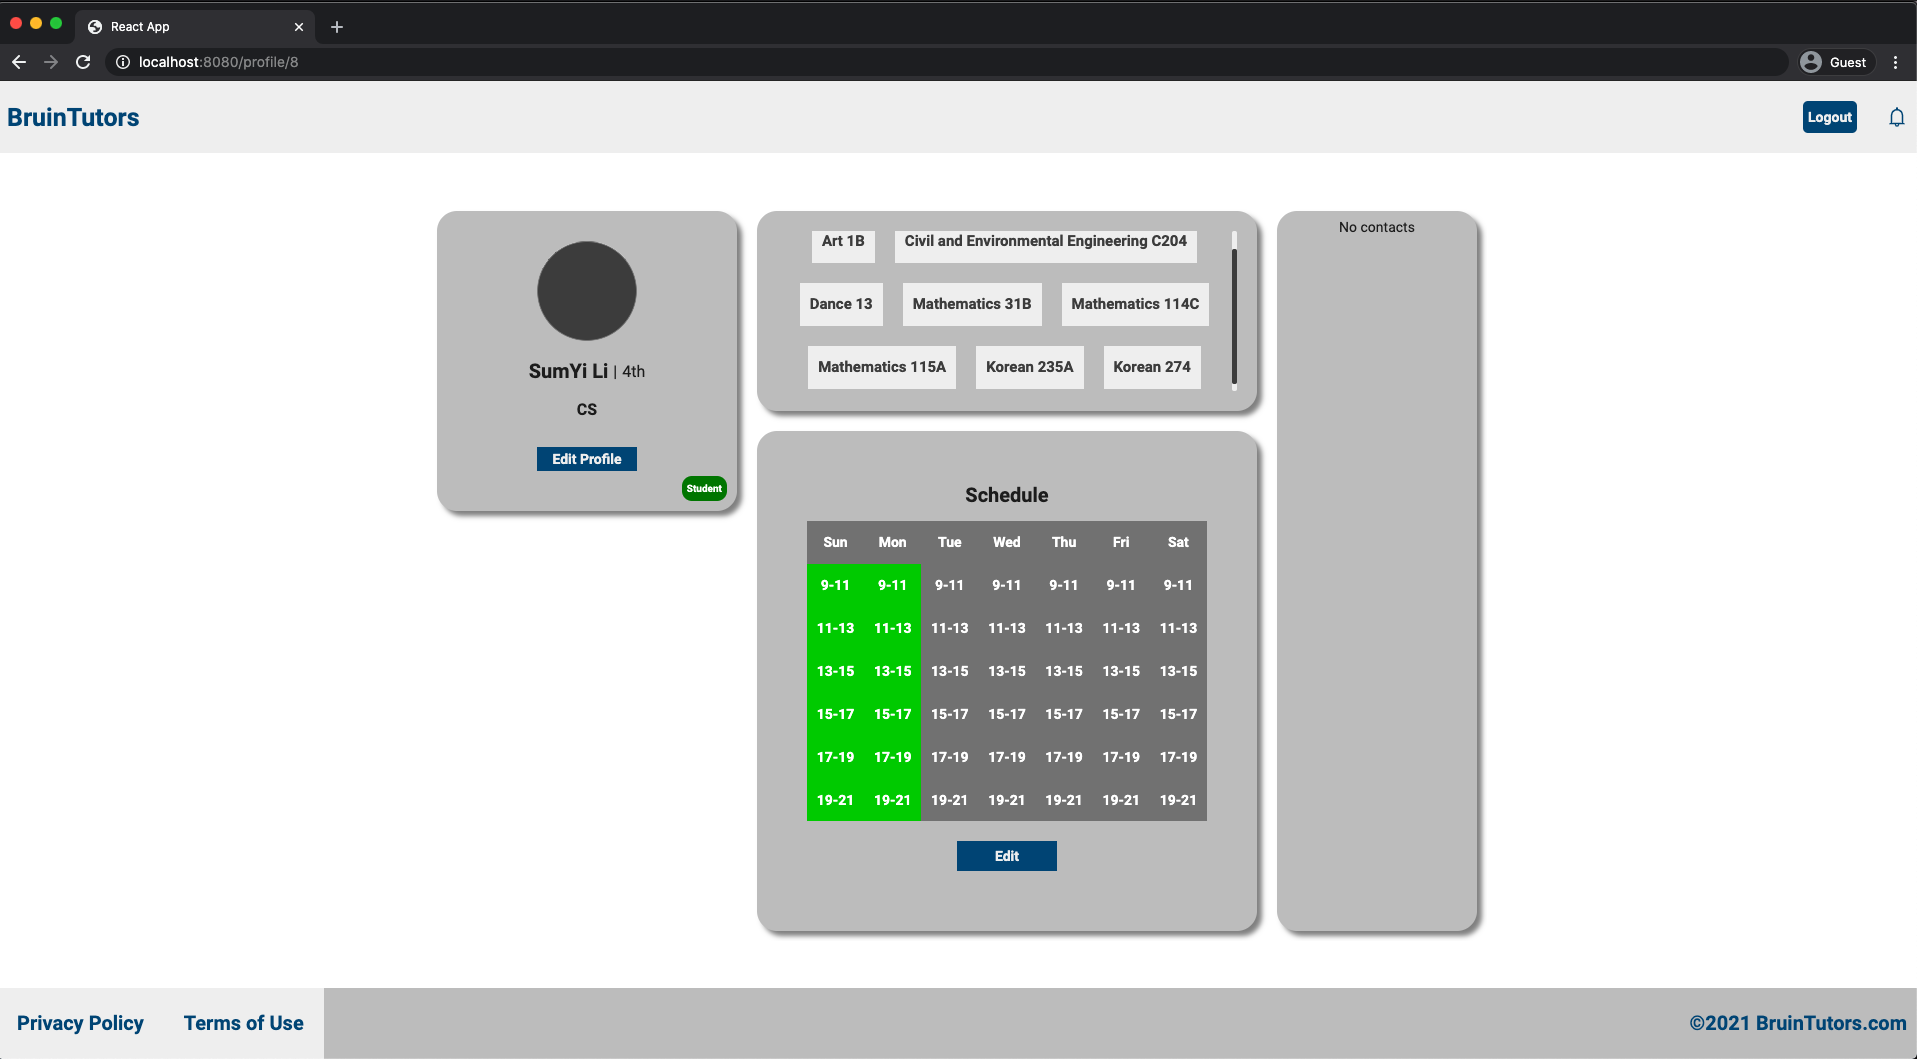 React App
localhost:8080/profile/8
Guest
BruinTutors
Logout
SumYi Li | 4th
CS
Edit Profile
Student
Art 1B Civil and Environmental Engineering C204
Dance 13 Mathematics 31B Mathematics 114C
Mathematics 115A Korean 235A Korean 274
Schedule
Sun Mon Tue Wed Thu Fri Sat
9-11 9-11 9-11 9-11 9-11 9-11 9-11
11-13 11-13 11-13 11-13 11-13 11-13 11-13
13-15 13-15 13-15 13-15 13-15 13-15 13-15
15-17 15-17 15-17 15-17 15-17 15-17 15-17
17-19 17-19 17-19 17-19 17-19 17-19 17-19
19-21 19-21 19-21 19-21 19-21 19-21 19-21
Edit
No contacts
Privacy Policy Terms of Use
©2021 BruinTutors.com